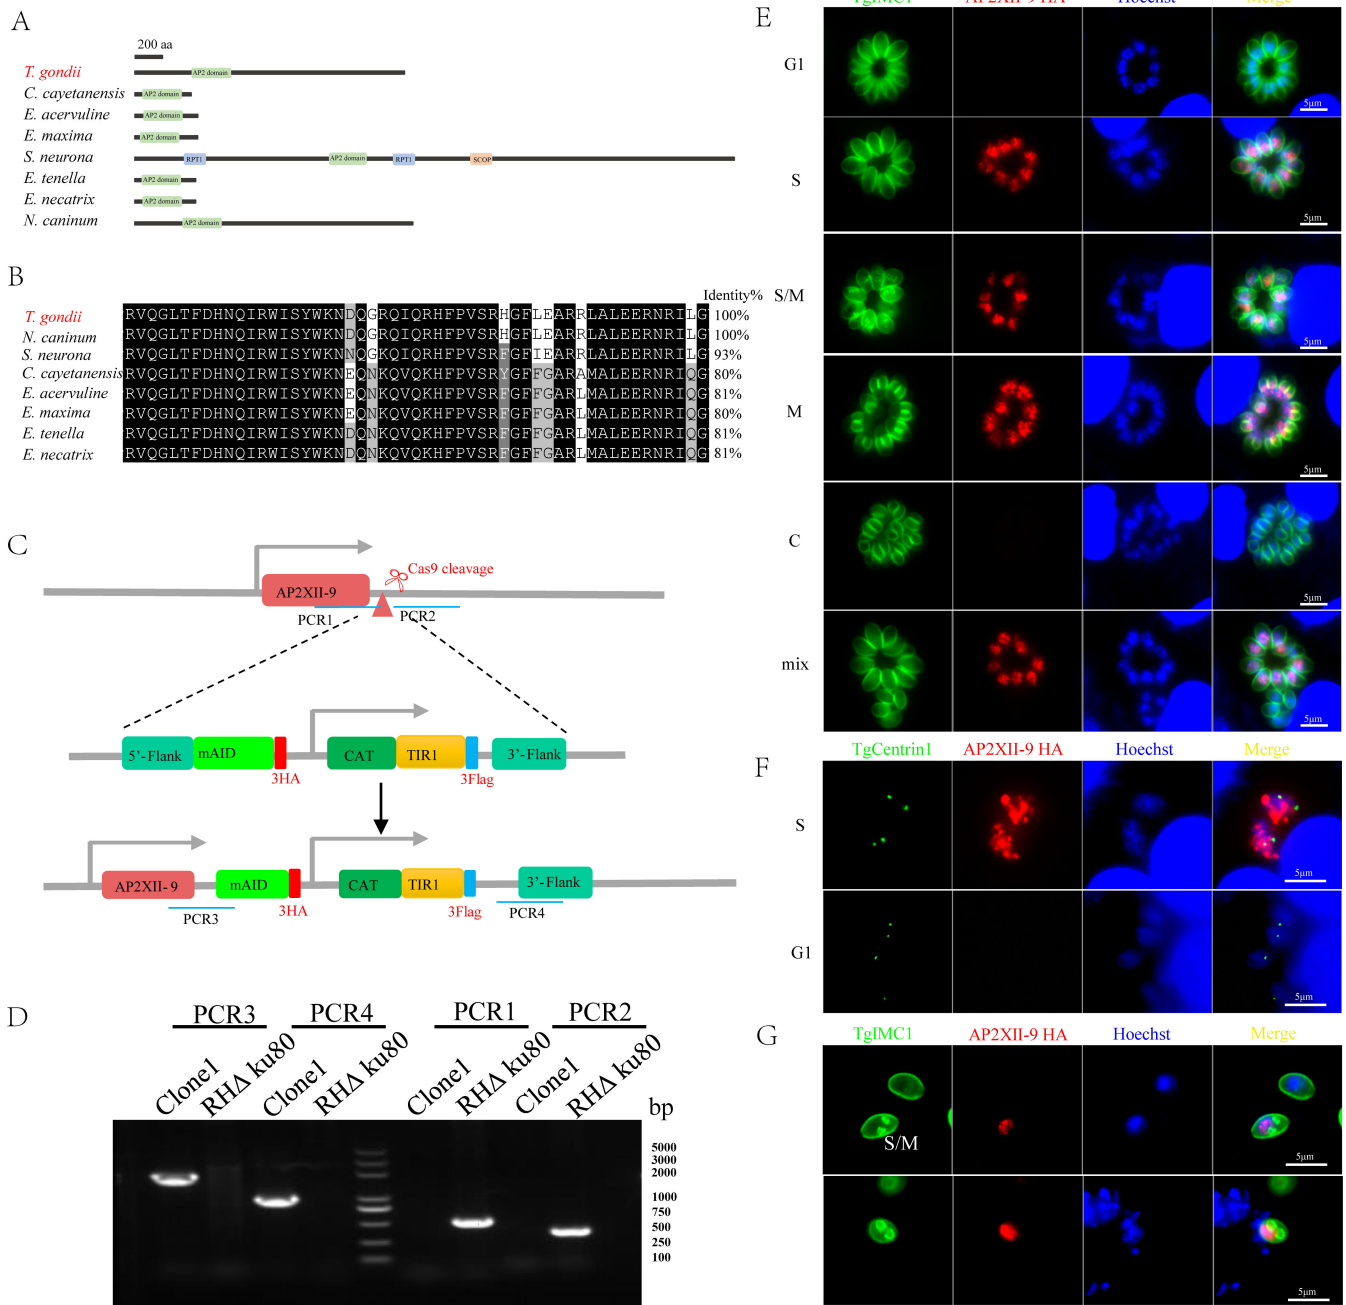 A
200 aa
T. gondii
AP2 domain
C. cayetanensis
AP2 domain
E. acervuline
AP2 domain
E. maxima
AP2 domain
S. neurona
RPT1
AP2 domain
RPT1
SCOP
E. tenella
AP2 domain
E. necatrix
AP2 domain
N. caninum
AP2 domain
B
Identity%
T. gondii RVQGLTFDHNQIRWISYWKNDQGRQIQRHFPVSRHGFLEARRLALEERNRILG 100%
N. caninum RVQGLTFDHNQIRWISYWKNDQGRQIQRHFPVSRHGFLEARRLALEERNRILG 100%
S. neurona RVQGLTFDHNQIRWISYWKNNQGKQIQRHFPVSRFGFIEARRLALEERNRILG 93%
C. cayetanensis RVQGLTFDHNQIRWISYWKNEQNKQVQKHFPVSRYGFFGARAMALEERNRIQG 80%
E. acervuline RVQGLTFDHNQIRWISYWKNEQNKQVQKHFPVSRFGFFGARLMALEERNRIQG 81%
E. maxima RVQGLTFDHNQIRWISYWKNEQNKQVQKHFPVSRFGFFGARLMALEERNRIQG 80%
E. tenella RVQGLTFDHNQIRWISYWKNDQNKQVQKHFPVSRFGFFGARLMALEERNRIQG 81%
E. necatrix RVQGLTFDHNQIRWISYWKNDQNKQVQKHFPVSRFGFFGARLMALEERNRIQG 81%
C
Cas9 cleavage
AP2XII-9
PCR1
PCR2
5'-Flank
mAID
CAT
TIR1
3'-Flank
3HA
3Flag
AP2XII-9
mAID
CAT
TIR1
3'-Flank
PCR3
3HA
3Flag
PCR4
D
PCR3
PCR4
PCR1
PCR2
Clone1
RHΔ ku80
Clone1
RHΔ ku80
Clone1
RHΔ ku80
Clone1
RHΔ ku80
bp
5000
3000
2000
1000
750
500
250
100
E
TgIMC1
AP2XII-9 HA
Hoechst
Merge
G1
5μm
S
5μm
S/M
5μm
M
5μm
C
5μm
mix
5μm
F
TgCentrin1
AP2XII-9 HA
Hoechst
Merge
S
5μm
G1
5μm
G
TgIMC1
AP2XII-9 HA
Hoechst
Merge
S/M
5μm
5μm